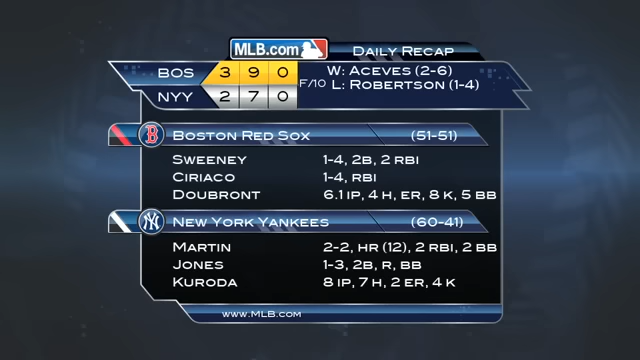 MLB.com DAILY RECAP
BOS 3 9 0 F/10 W: ACEVES (2-6)
NYY 2 7 0 L: ROBERTSON (1-4)
B BOSTON RED SOX (51-51)
SWEENEY 1-4, 2B, 2 RBI
CIRIACO 1-4, RBI
DOUBRONT 6.1 IP, 4 H, ER, 8 K, 5 BB
NY NEW YORK YANKEES (60-41)
MARTIN 2-2, HR (12), 2 RBI, 2 BB
JONES 1-3, 2B, R, BB
KURODA 8 IP, 7 H, 2 ER, 4 K
WWW.MLB.COM